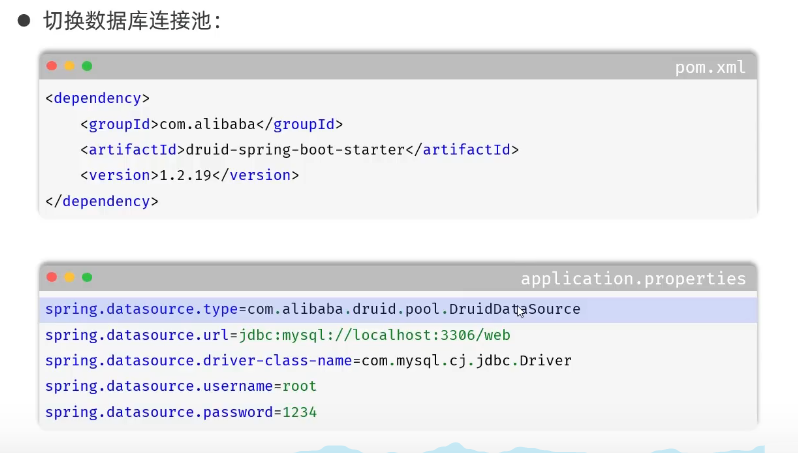 ● 切换数据库连接池：
pom.xml
<dependency>
    <groupId>com.alibaba</groupId>
    <artifactId>druid-spring-boot-starter</artifactId>
    <version>1.2.19</version>
</dependency>
application.properties
spring.datasource.type=com.alibaba.druid.pool.DruidDataSource
spring.datasource.url=jdbc:mysql://localhost:3306/web
spring.datasource.driver-class-name=com.mysql.cj.jdbc.Driver
spring.datasource.username=root
spring.datasource.password=1234